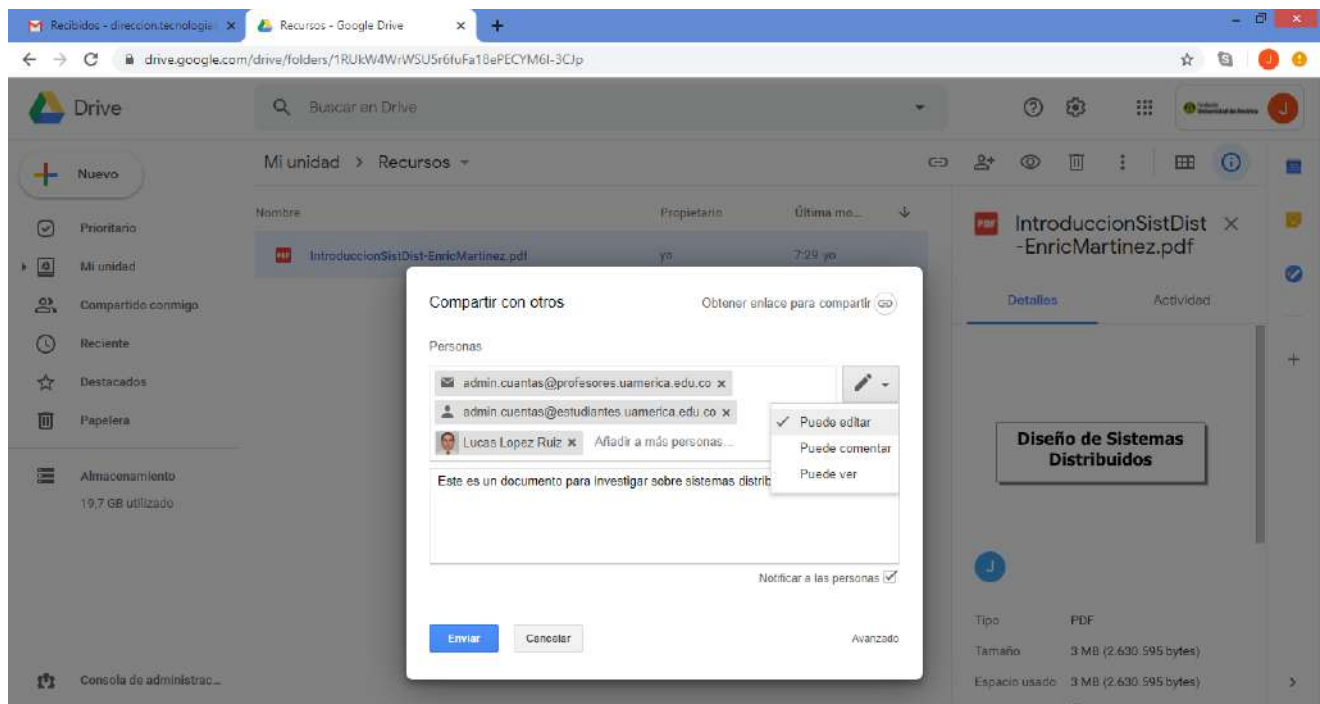 Recibidos - direccion.tecnologia
Recursos - Google Drive
drive.google.com/drive/folders/1RUkW4WrWSU5r6fuFa18ePECYM6I-3CJp
Drive
Buscar en Drive
J
Nuevo
Mi unidad > Recursos
Nombre
Propietario
Última mo...
Prioritario
Mi unidad
Compartido conmigo
Reciente
Destacados
Papelera
Almacenamiento
19,7 GB utilizado
Consola de administrac...
PDF
IntroduccionSistDist-EnricMartinez.pdf
yo
7:29 yo
Compartir con otros
Obtener enlace para compartir
Personas
admin.cuantas@profesores.uamerica.edu.co x
admin.cuentas@estudiantes.uamerica.edu.co x
Lucas Lopez Ruiz x Añadir a más personas...
Puede editar
Puede comentar
Puede ver
Este es un documento para investigar sobre sistemas distrib
Notificar a las personas
Enviar
Cancelar
Avanzado
PDF
IntroduccionSistDist
-EnricMartinez.pdf
Detalles
Actividad
Diseño de Sistemas
Distribuidos
J
Tipo PDF
Tamaño 3 MB (2.630.595 bytes)
Espacio usado 3 MB (2.630.595 bytes)